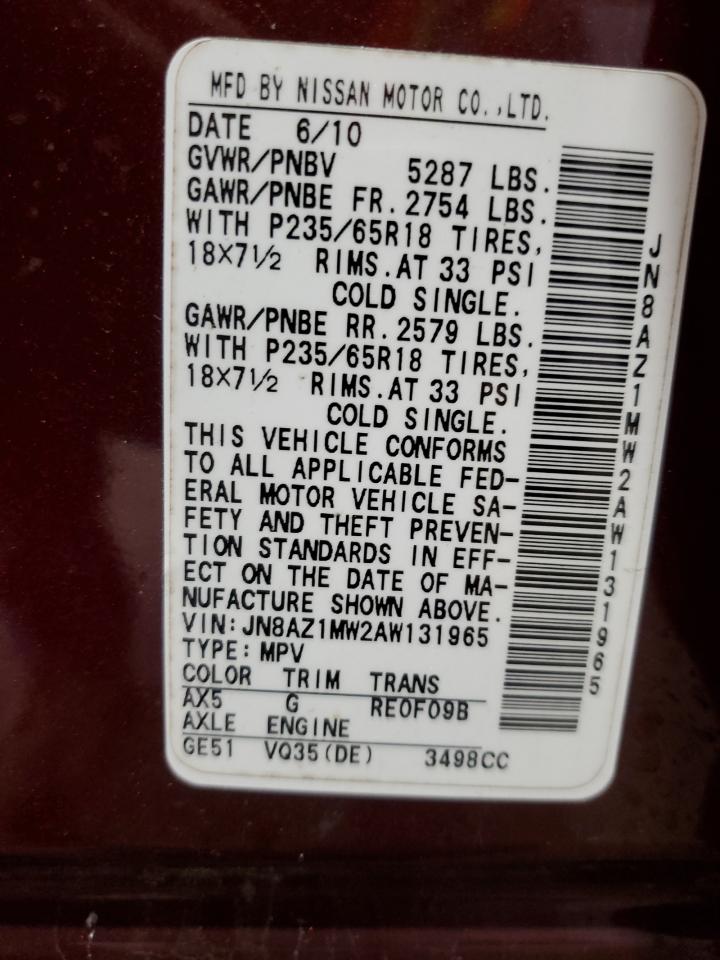 MFD BY NISSAN MOTOR CO.,LTD.
DATE 6/10
GVWR/PNBV 5287 LBS.
GAWR/PNBE FR. 2754 LBS.
WITH P235/65R18 TIRES,
18X7½ RIMS. AT 33 PSI
COLD SINGLE.
GAWR/PNBE RR. 2579 LBS.
WITH P235/65R18 TIRES,
18X7½ RIMS. AT 33 PSI
COLD SINGLE.
THIS VEHICLE CONFORMS
TO ALL APPLICABLE FED-
ERAL MOTOR VEHICLE SA-
FETY AND THEFT PREVEN-
TION STANDARDS IN EFF-
ECT ON THE DATE OF MA-
NUFACTURE SHOWN ABOVE.
VIN: JN8AZ1MW2AW131965
TYPE: MPV
COLOR TRIM TRANS
AX5 G RE0F09B
AXLE ENGINE
GE51 VQ35(DE) 3498CC
JN8AZ1MW2AW131965